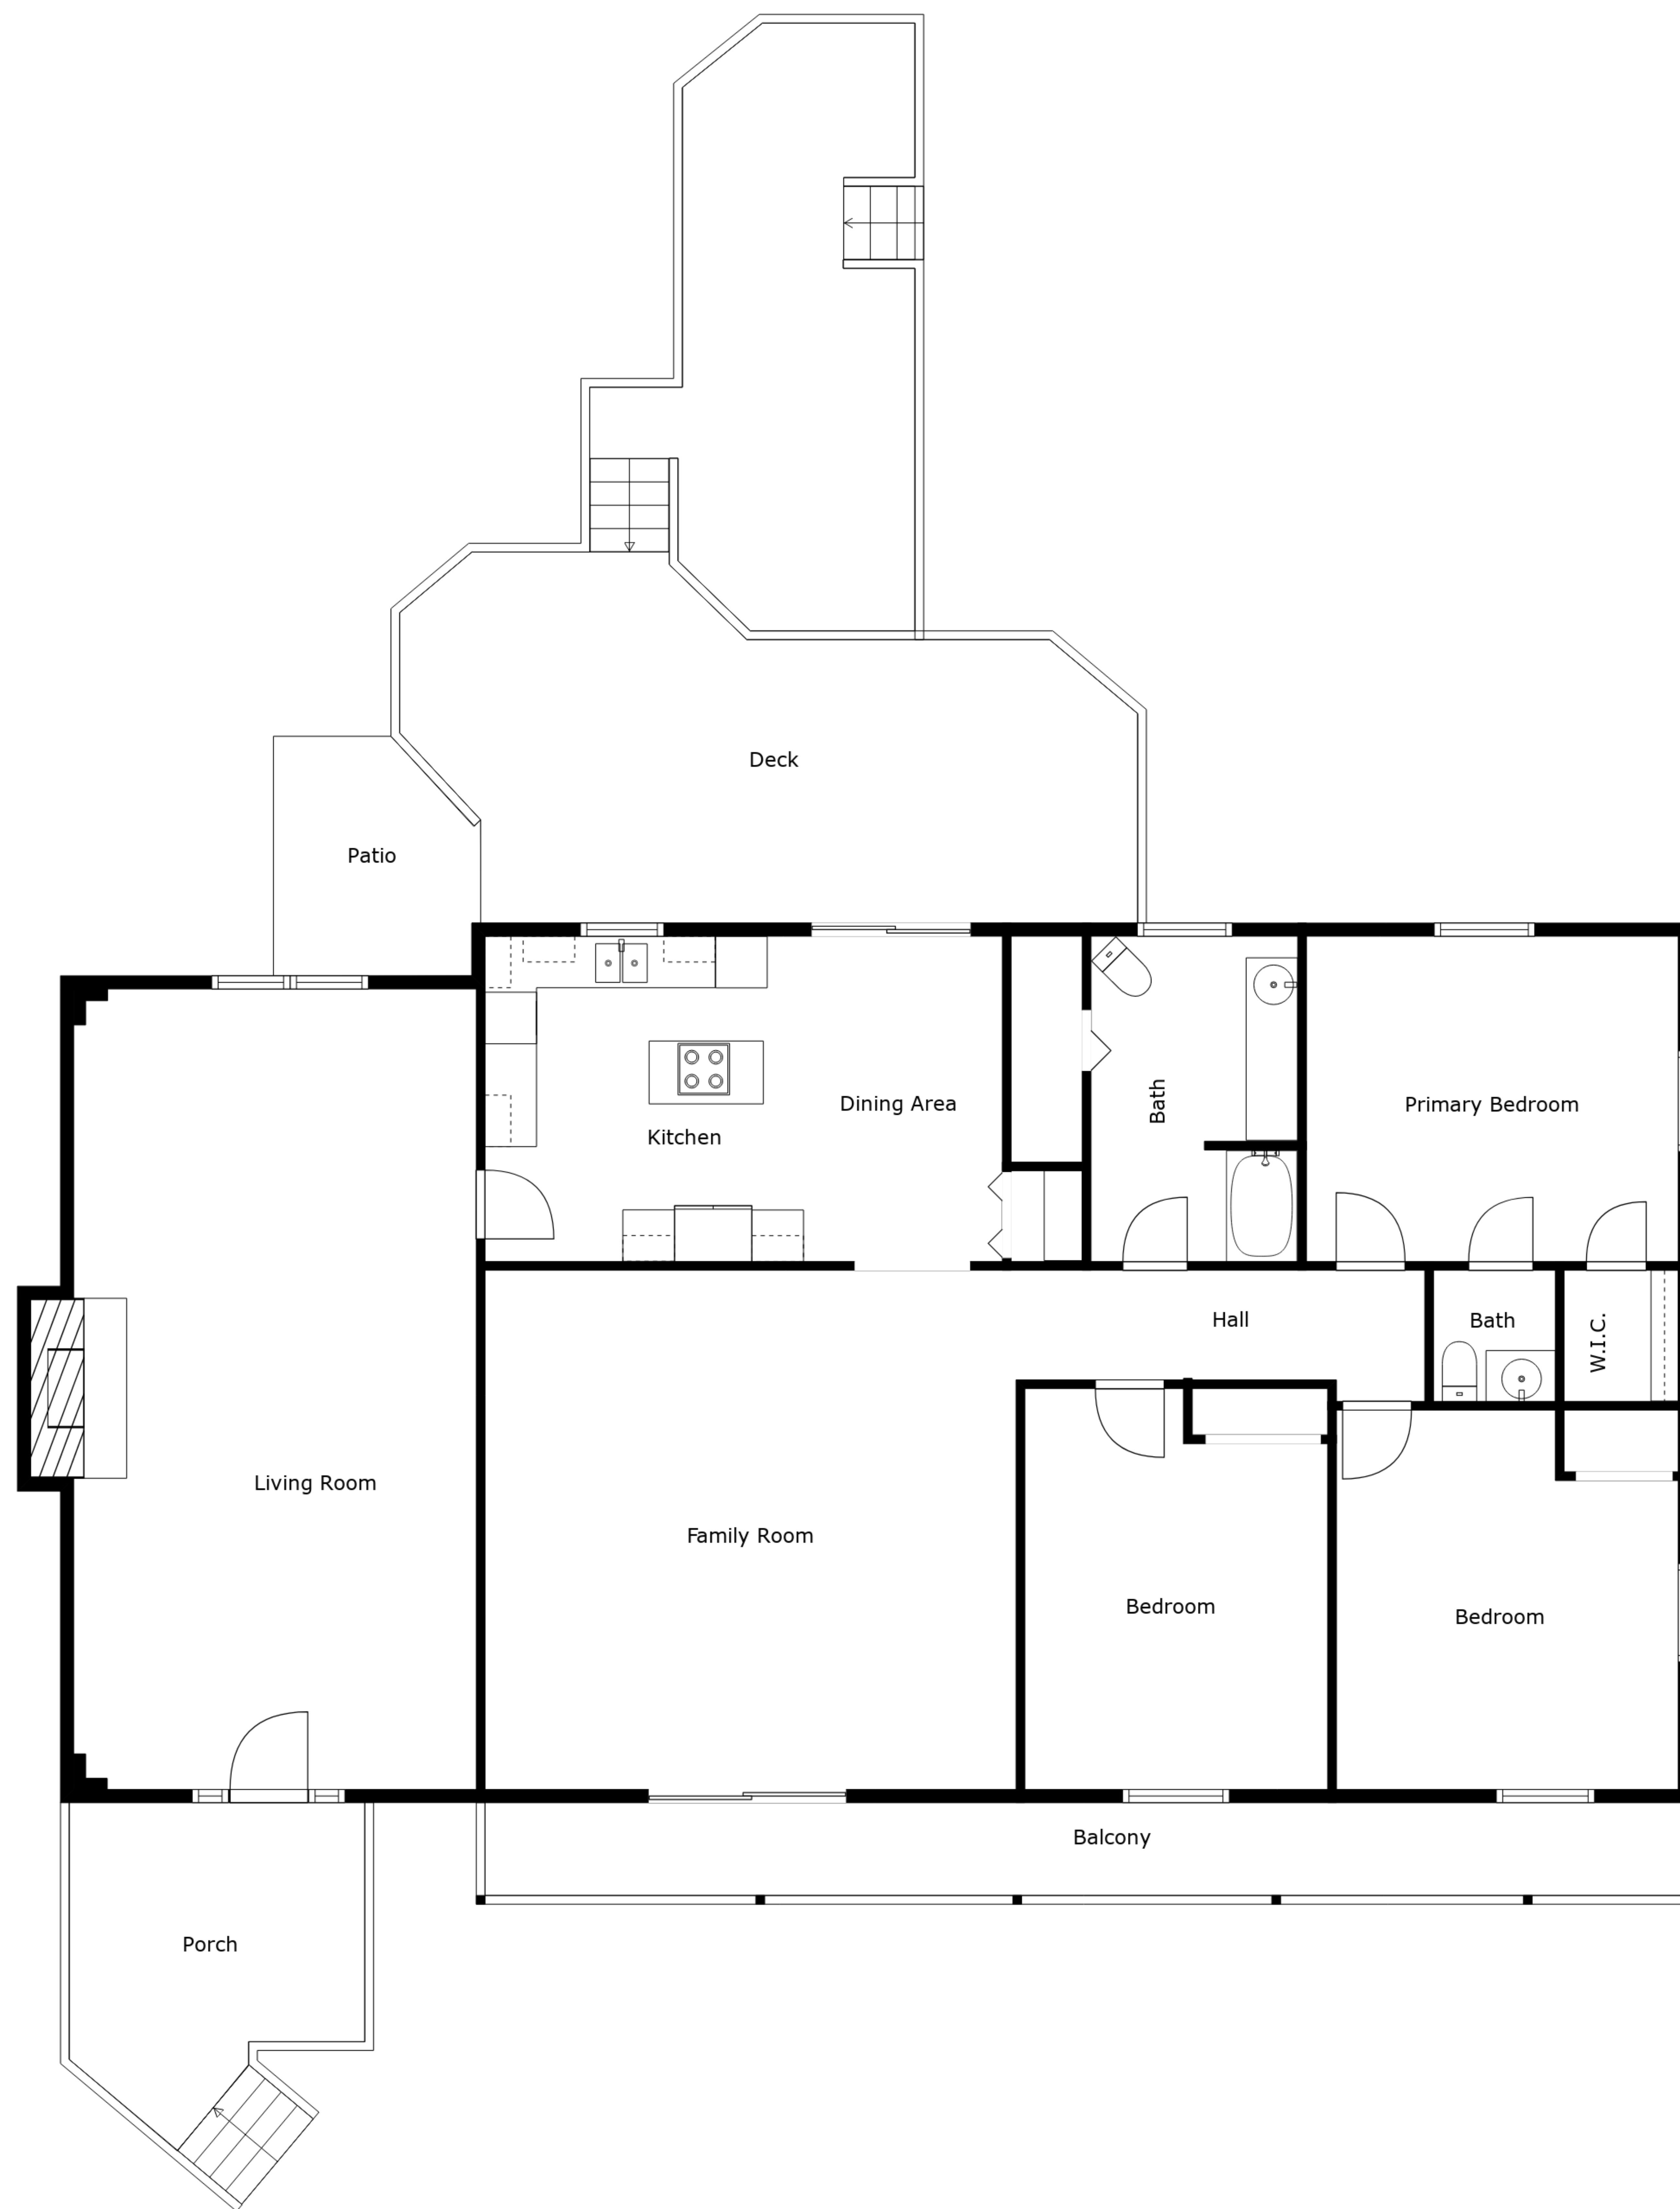 Deck
Patio
Dining Area
Kitchen
Bath
Primary Bedroom
Hall
Bath
W.I.C.
Living Room
Family Room
Bedroom
Bedroom
Balcony
Porch